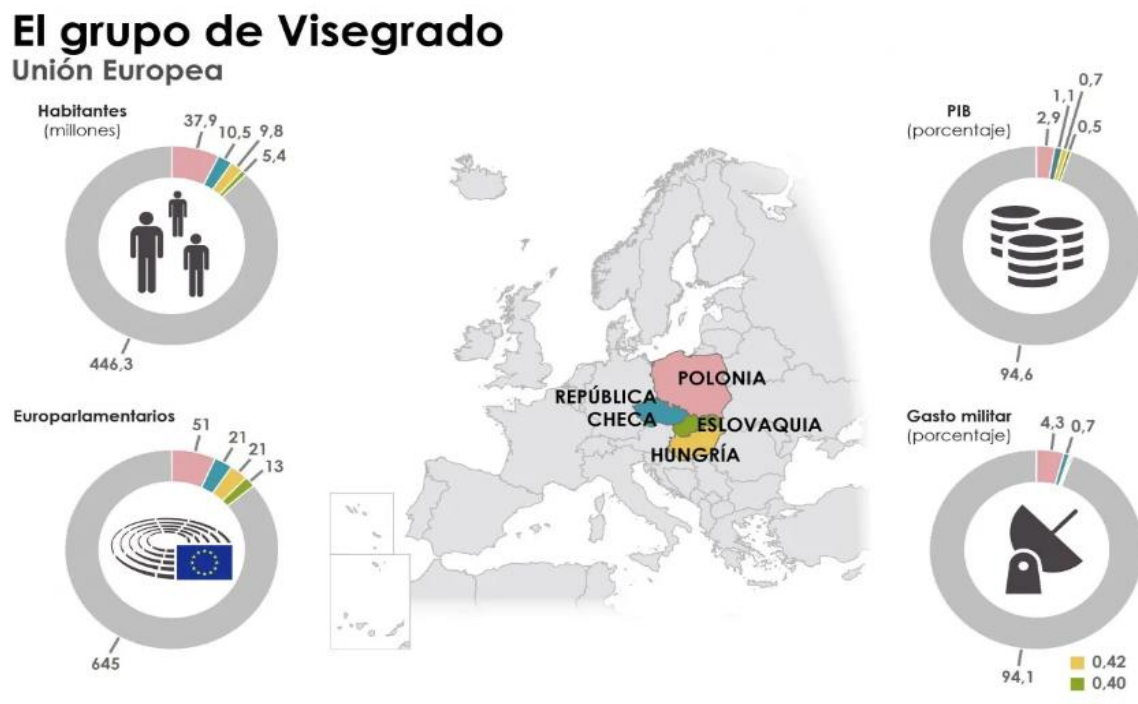 El grupo de Visegrado
Unión Europea
Habitantes
(millones)
37,9
10,5
9,8
5,4
446,3
PIB
(porcentaje)
2,9
1,1
0,7
0,5
94,6
POLONIA
REPÚBLICA
CHECA
ESLOVAQUIA
HUNGRÍA
Europarlamentarios
51
21
21
13
645
Gasto militar
(porcentaje)
4,3
0,7
94,1
0,42
0,40